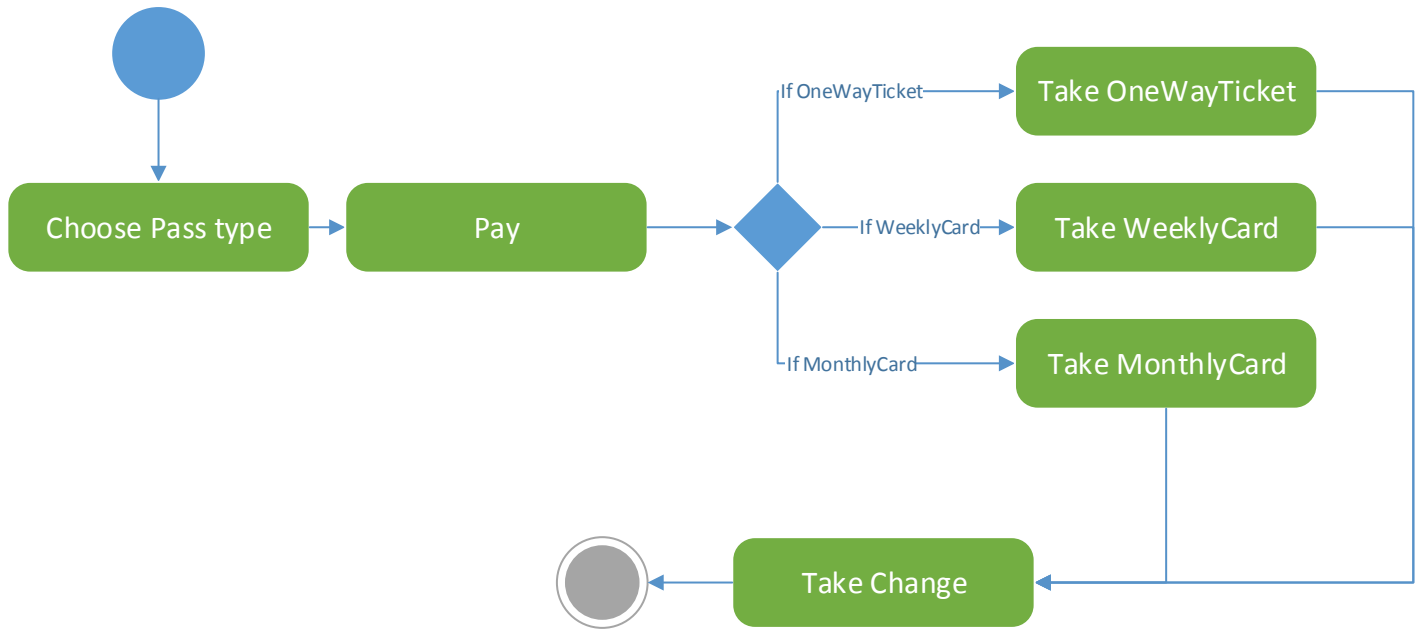 If OneWayTicket
Take OneWayTicket
Choose Pass type
Pay
If WeeklyCard
Take WeeklyCard
If MonthlyCard
Take MonthlyCard
Take Change